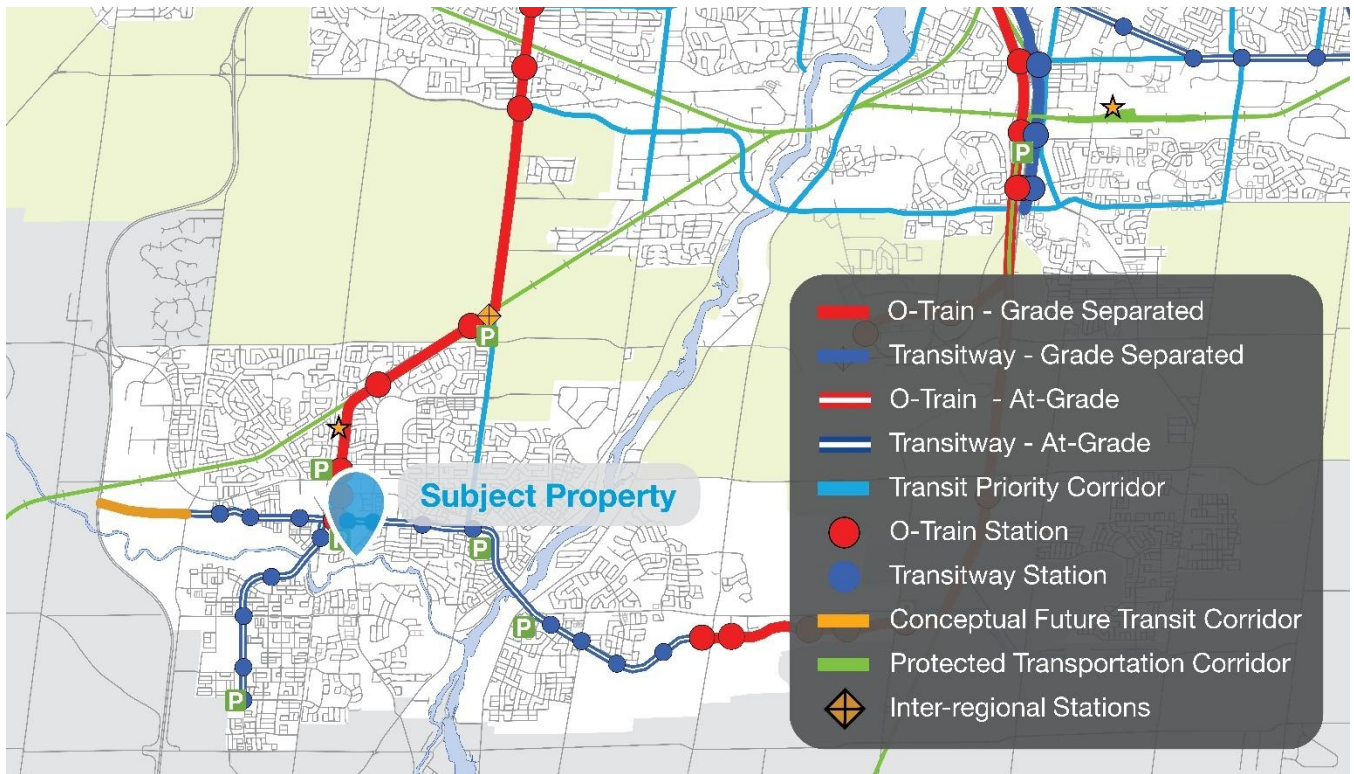 P
O-Train - Grade Separated
P
Transitway - Grade Separated
O-Train - At-Grade
Transitway - At-Grade
P
Subject Property
Transit Priority Corridor
O-Train Station
P
P
Transitway Station
P
Conceptual Future Transit Corridor
Protected Transportation Corridor
P
Inter-regional Stations